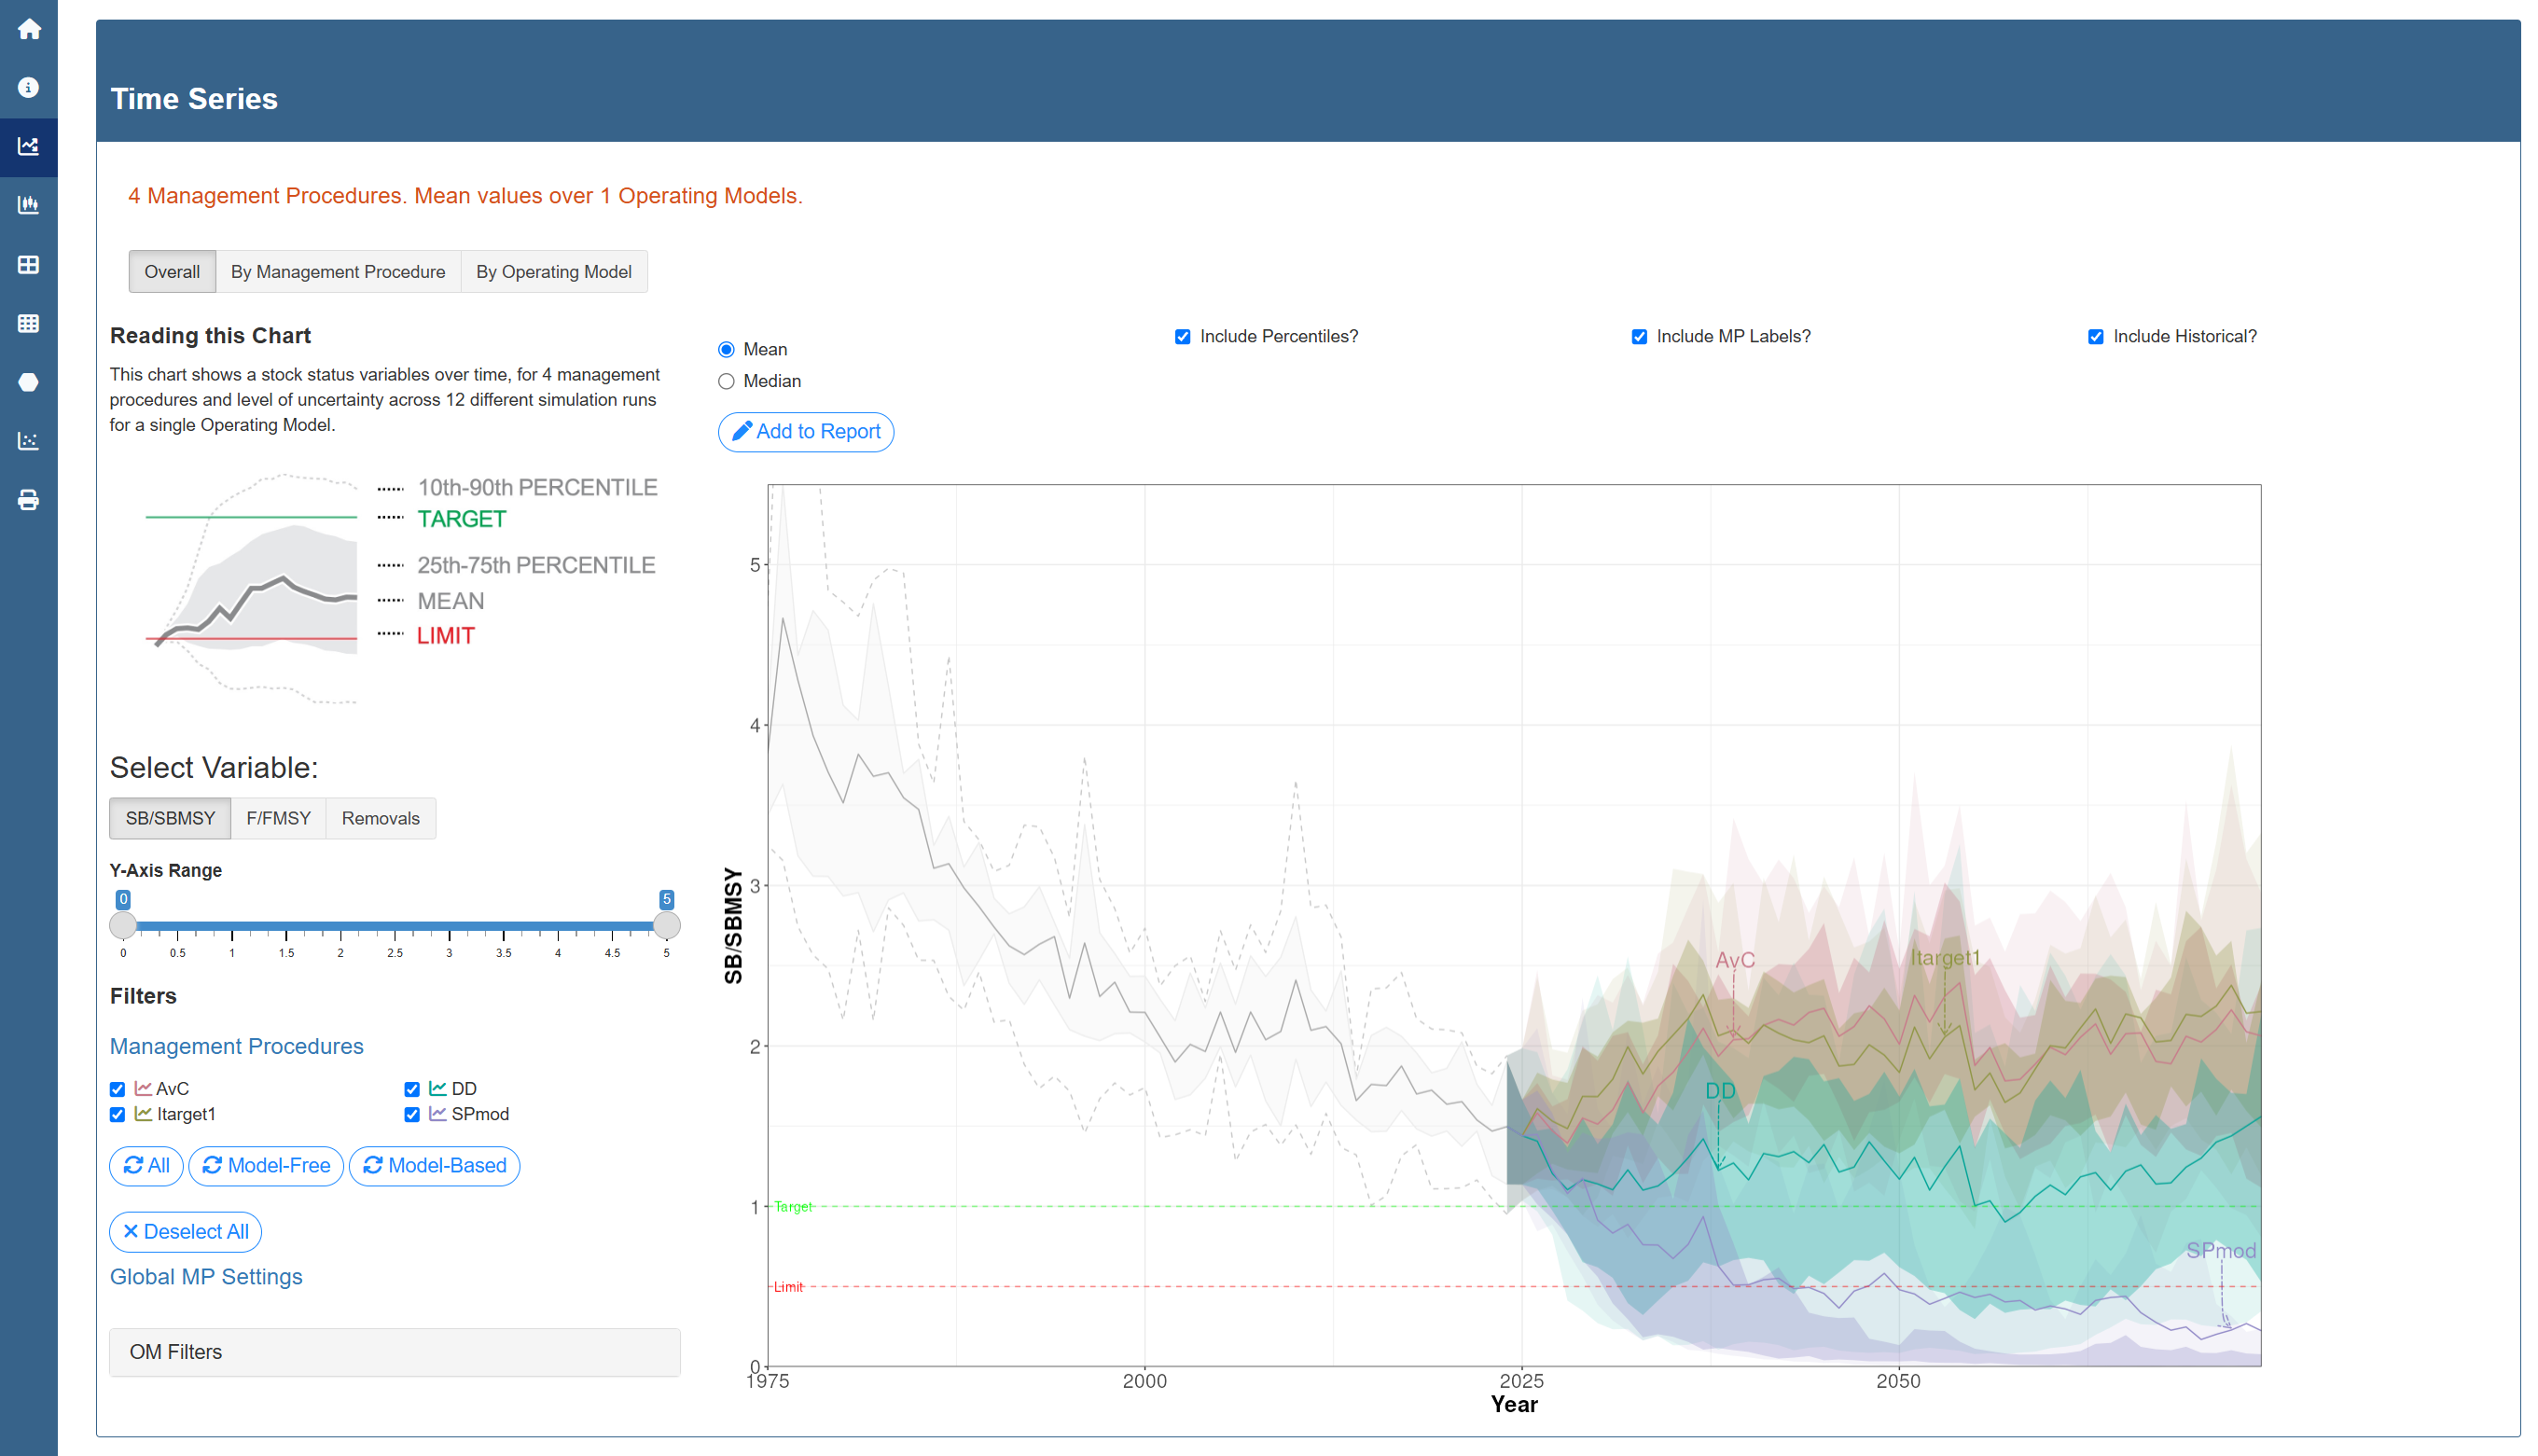 Time Series
4 Management Procedures. Mean values over 1 Operating Models.
Overall By Management Procedure By Operating Model
Reading this Chart
This chart shows a stock status variables over time, for 4 management
procedures and level of uncertainty across 12 different simulation runs
for a single Operating Model.
10th-90th PERCENTILE
TARGET
25th-75th PERCENTILE
MEAN
LIMIT
Select Variable:
SB/SBMSY F/FMSY Removals
Y-Axis Range
0 5
0 0.5 1 1.5 2 2.5 3 3.5 4 4.5 5
Filters
Management Procedures
AvC DD
Itarget1 SPmod
All Model-Free Model-Based
Deselect All
Global MP Settings
OM Filters
Mean
Median
Include Percentiles?
Include MP Labels?
Include Historical?
Add to Report
SB/SBMSY
5
4
3
2
1
0
AvC
Itarget1
DD
SPmod
Target
Limit
1975 2000 2025 2050
Year